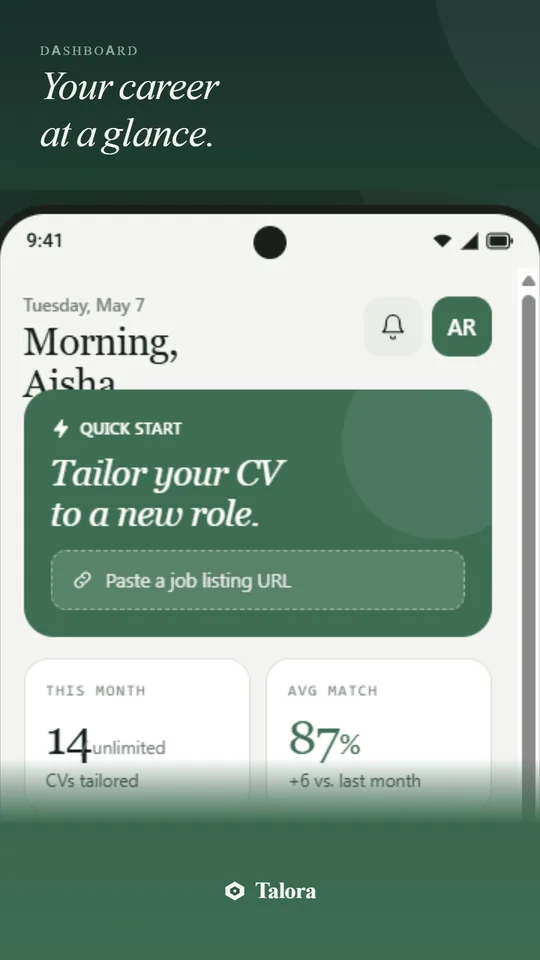 DASHBOARD
Your career
at a glance.
9:41
Tuesday, May 7
AR
Morning,
Aisha
QUICK START
Tailor your CV
to a new role.
Paste a job listing URL
THIS MONTH
14unlimited
CVs tailored
AVG MATCH
87%
+6 vs. last month
Talora